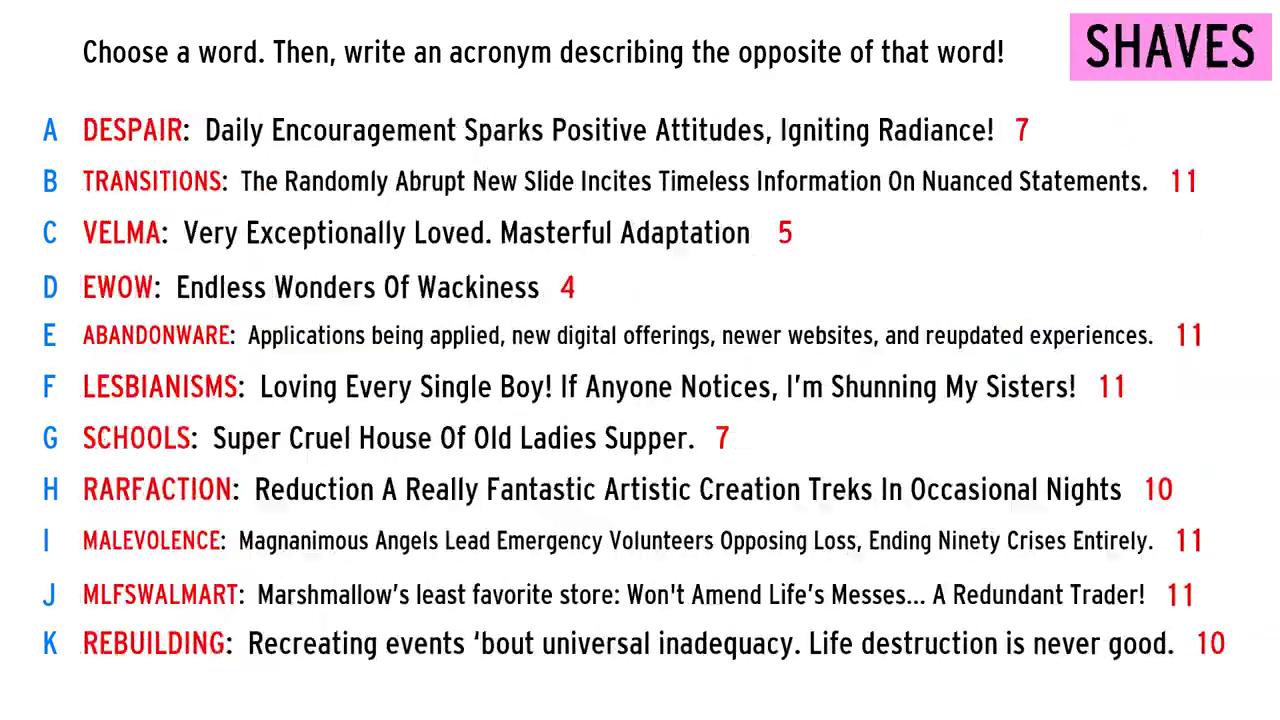 Choose a word. Then, write an acronym describing the opposite of that word!
SHAVES
A DESPAIR: Daily Encouragement Sparks Positive Attitudes, Igniting Radiance! 7
B TRANSITIONS: The Randomly Abrupt New Slide Incites Timeless Information On Nuanced Statements. 11
C VELMA: Very Exceptionally Loved. Masterful Adaptation 5
D EWOW: Endless Wonders Of Wackiness 4
E ABANDONWARE: Applications being applied, new digital offerings, newer websites, and reupdated experiences. 11
F LESBIANISMS: Loving Every Single Boy! If Anyone Notices, I'm Shunning My Sisters! 11
G SCHOOLS: Super Cruel House Of Old Ladies Supper. 7
H RARFACTION: Reduction A Really Fantastic Artistic Creation Treks In Occasional Nights 10
I MALEVOLENCE: Magnanimous Angels Lead Emergency Volunteers Opposing Loss, Ending Ninety Crises Entirely. 11
J MLFSWALMART: Marshmallow's least favorite store: Won't Amend Life's Messes... A Redundant Trader! 11
K REBUILDING: Recreating events ‘bout universal inadequacy. Life destruction is never good. 10